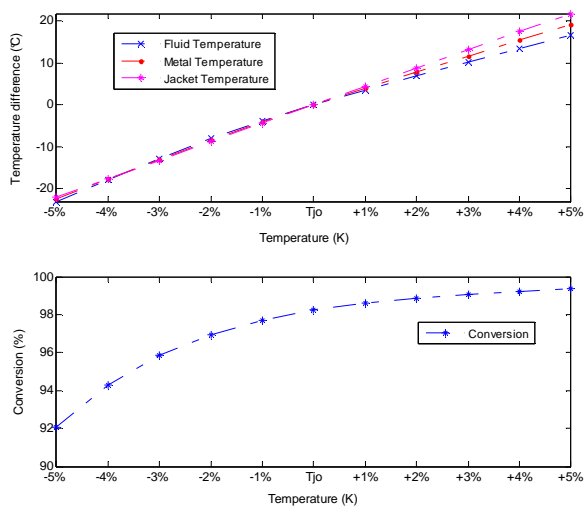 Temperature difference (℃)
20
10
0
-10
-20
Fluid Temperature
Metal Temperature
Jacket Temperature
-5% -4% -3% -2% -1% Tjo +1% +2% +3% +4% +5%
Temperature (K)
Conversion (%)
100
98
96
94
92
90
Conversion
-5% -4% -3% -2% -1% Tjo +1% +2% +3% +4% +5%
Temperature (K)